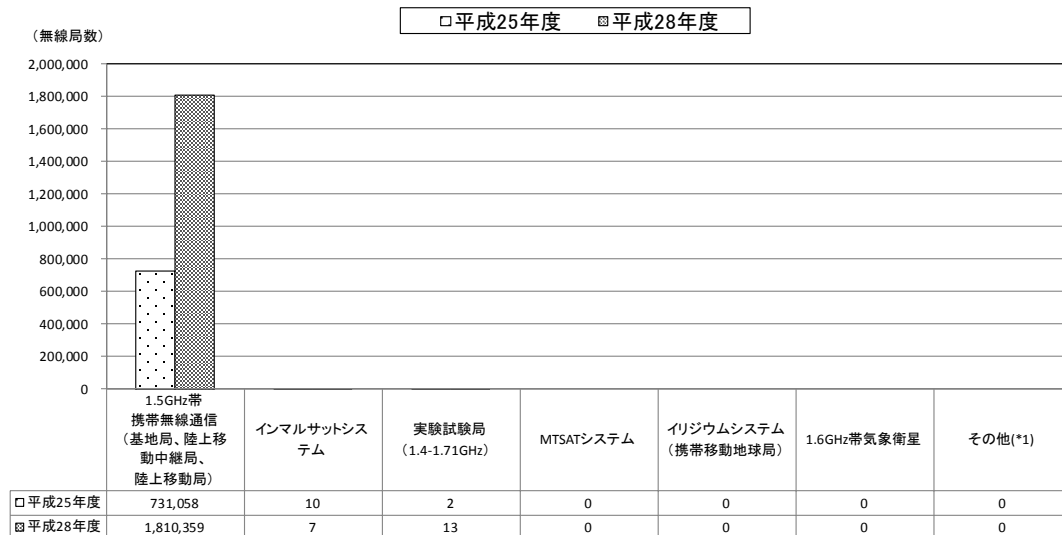 平成25年度 平成28年度
(無線局数)
2,000,000
1,800,000
1,600,000
1,400,000
1,200,000
1,000,000
800,000
600,000
400,000
200,000
0
1.5GHz帯
携帯無線通信
(基地局、陸上移
動中継局、
陸上移動局)
インマルサットシス
テム
実験試験局
(1.4-1.71GHz)
MTSATシステム
イリジウムシステム
(携帯移動地球局)
1.6GHz帯気象衛星
その他(*1)
平成25年度 731,058 10 2 0 0 0 0
平成28年度 1,810,359 7 13 0 0 0 0